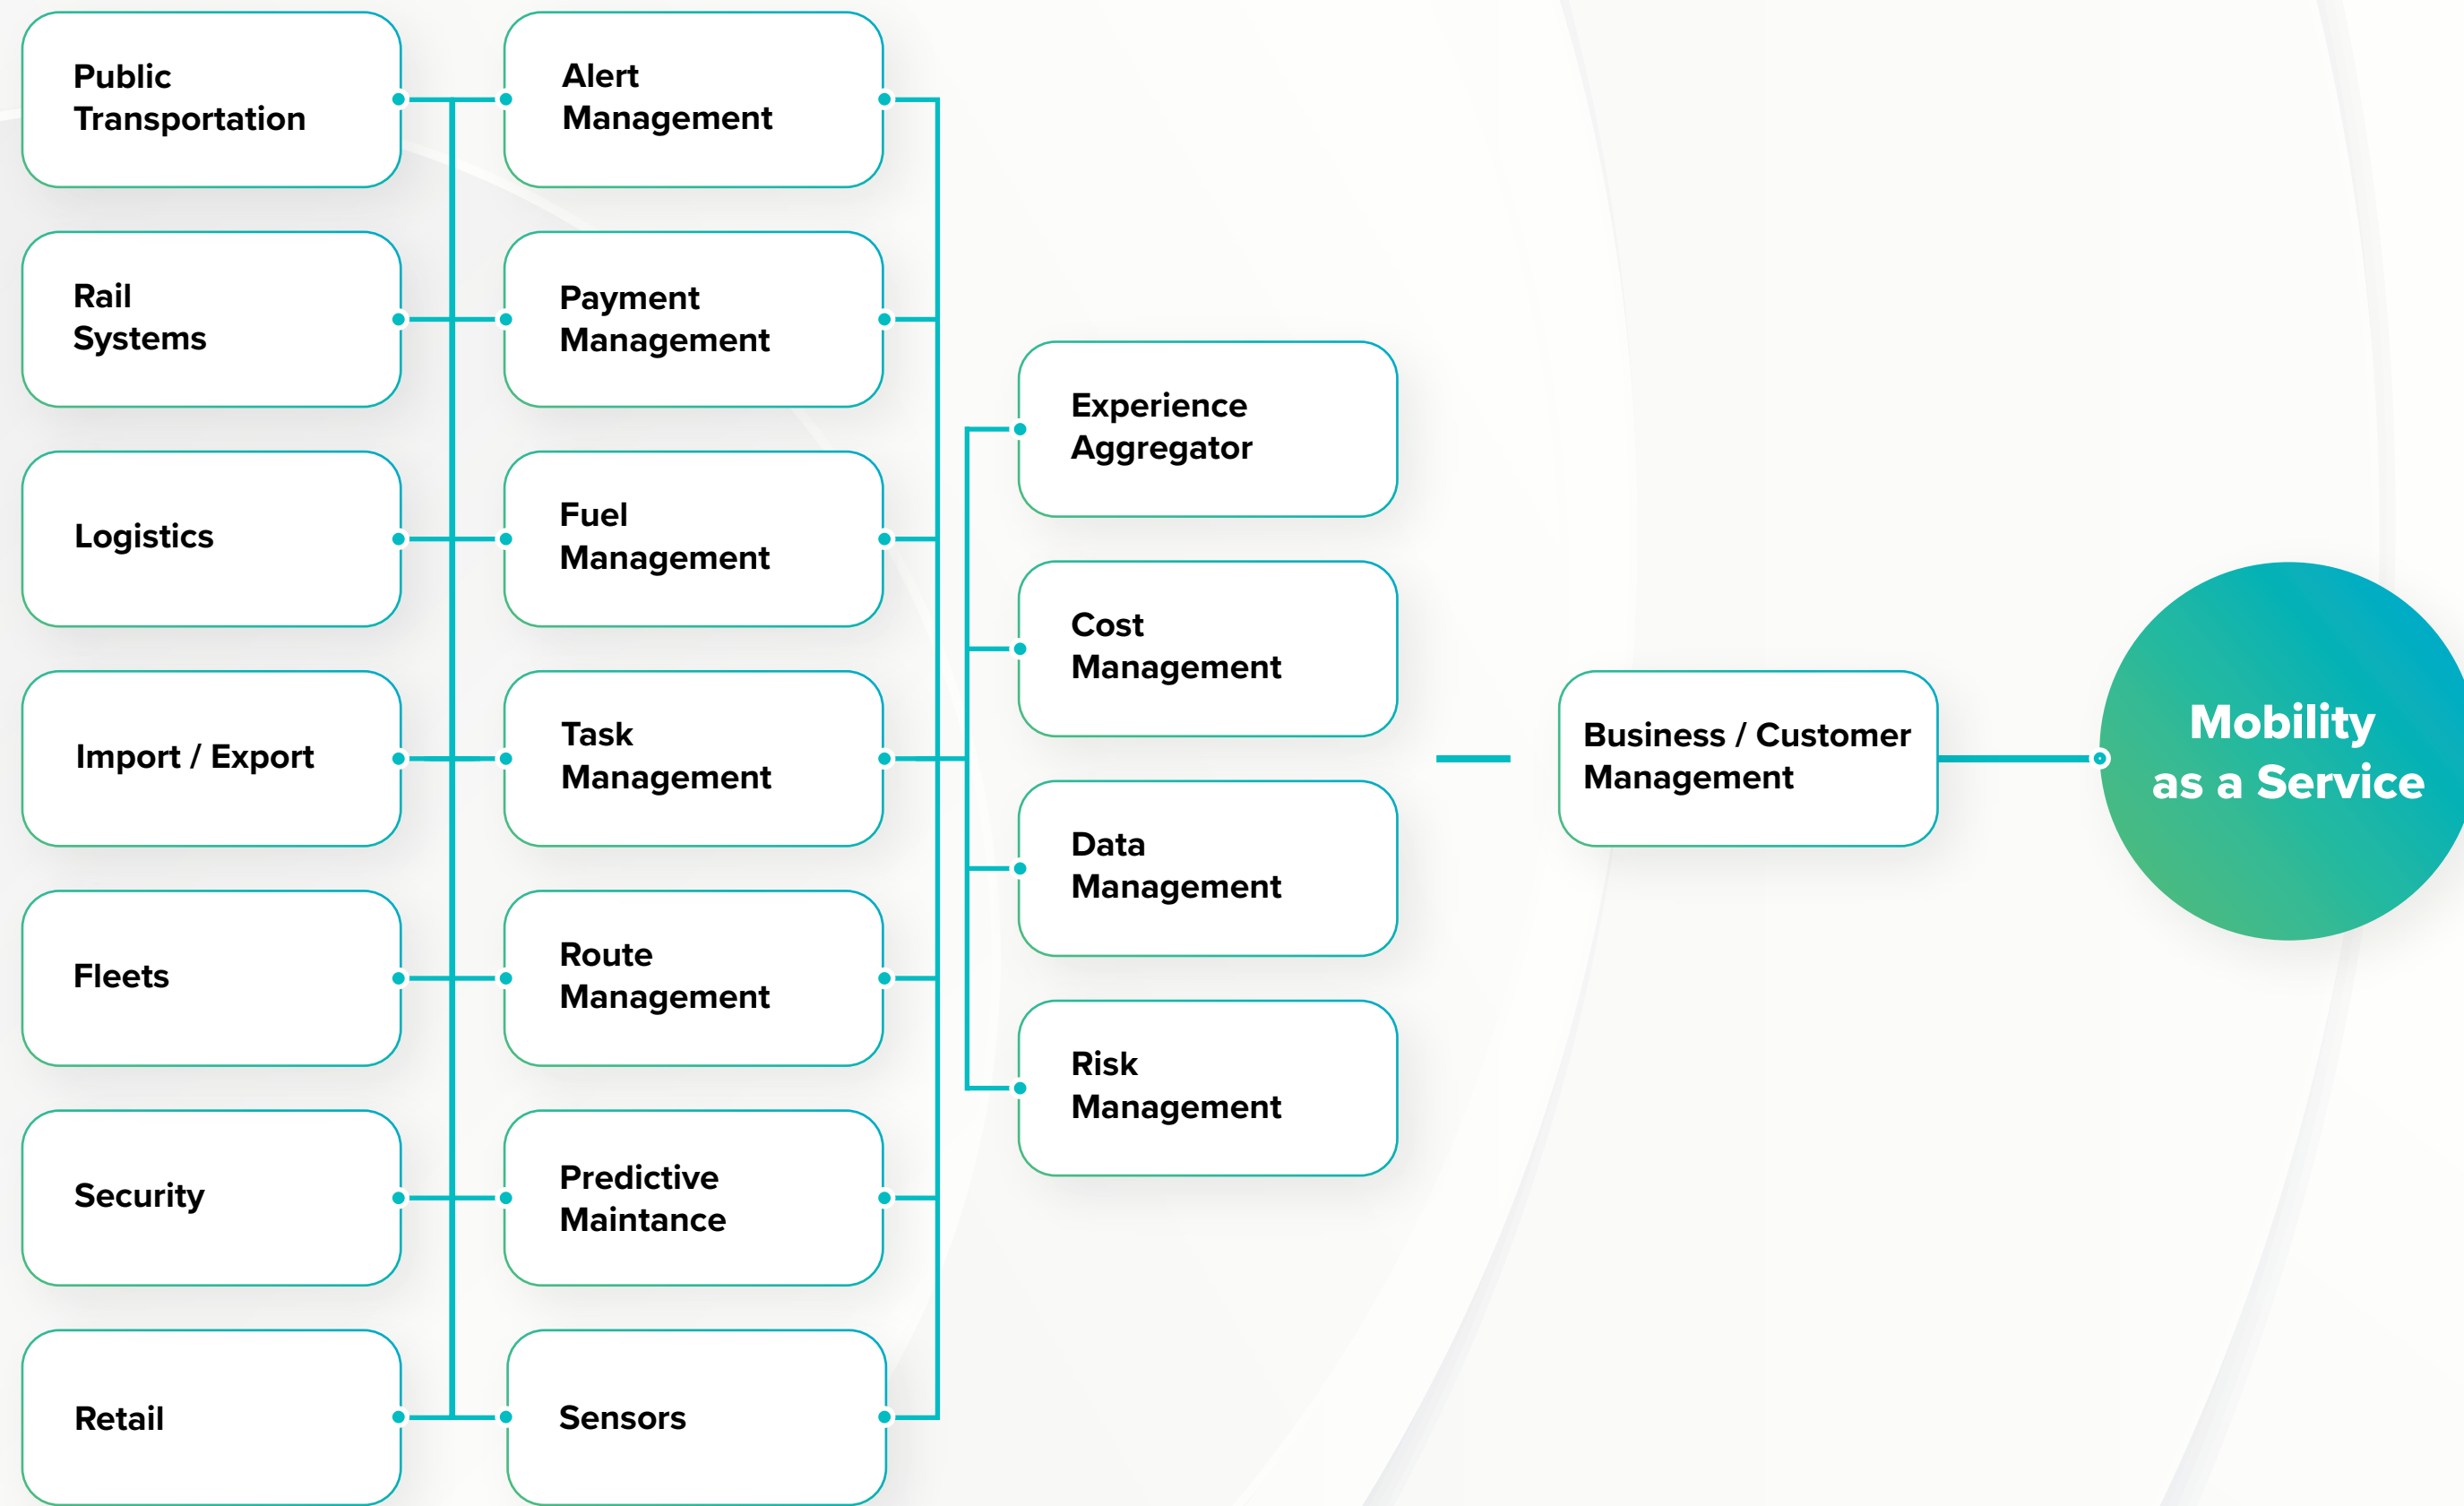 Public
Transportation
Rail
Systems
Logistics
Import / Export
Fleets
Security
Retail
Alert
Management
Payment
Management
Fuel
Management
Task
Management
Route
Management
Predictive
Maintance
Sensors
Experience
Aggregator
Cost
Management
Data
Management
Risk
Management
Business / Customer
Management
Mobility
as a Service